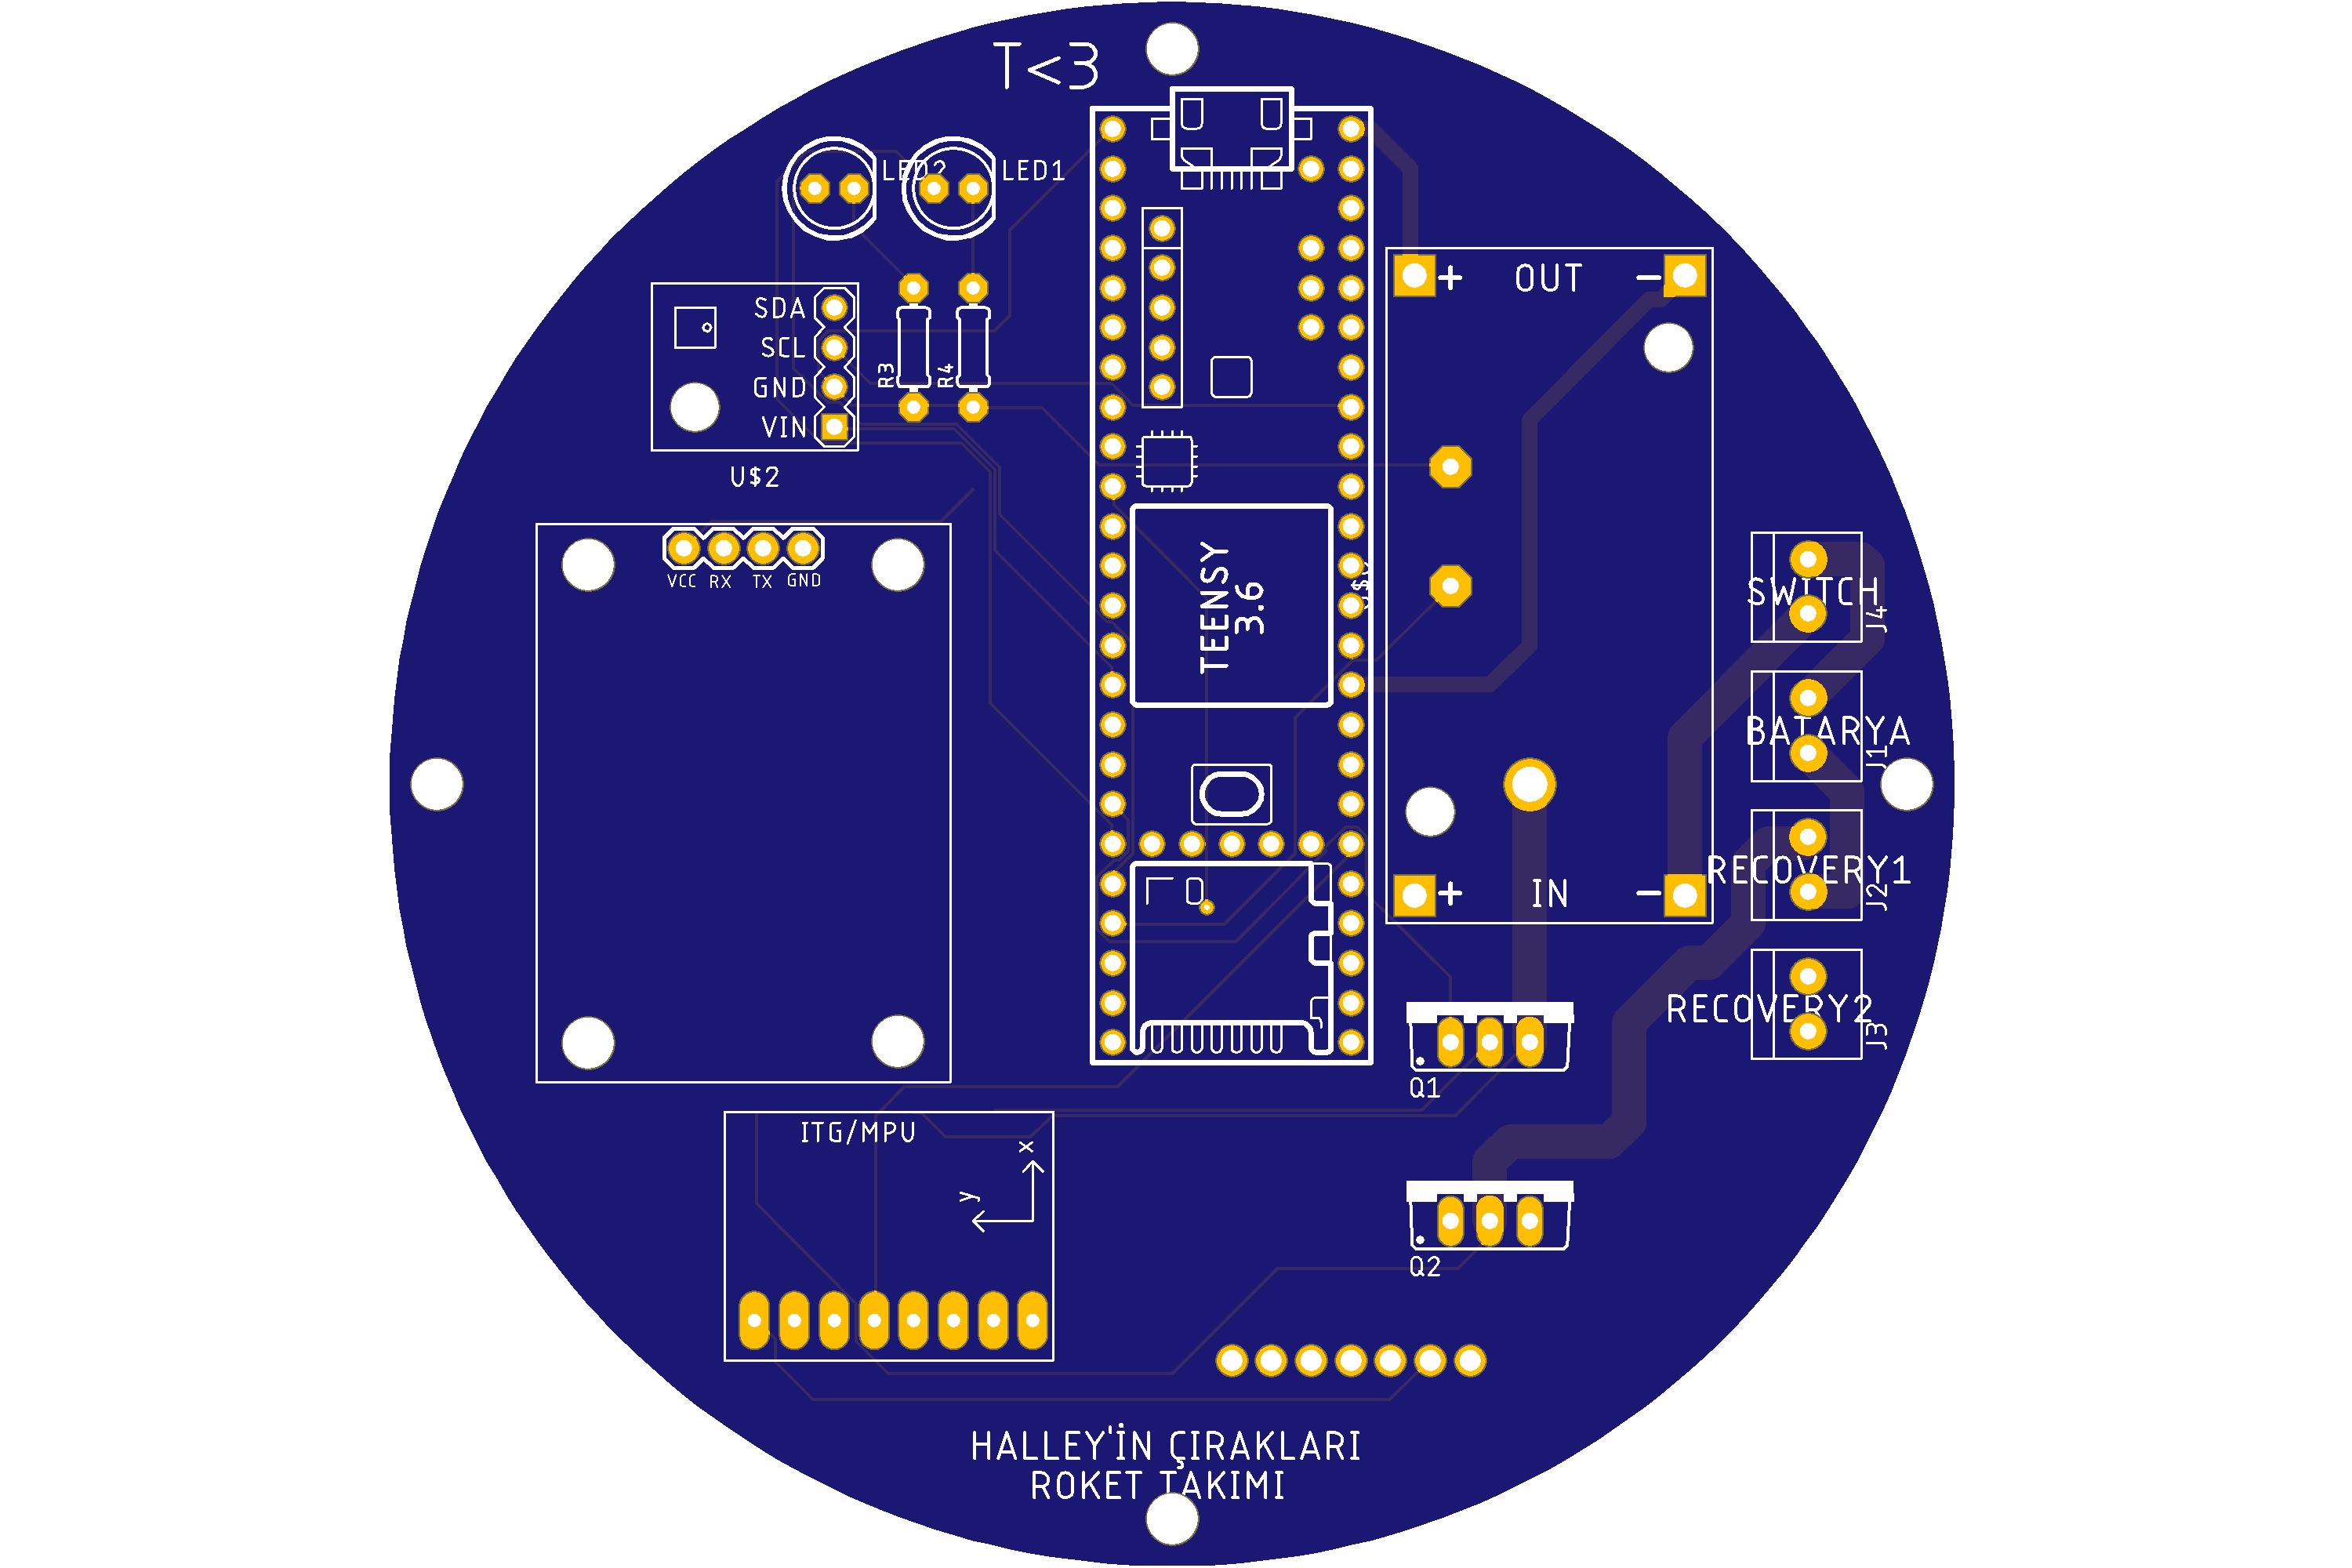 T<3
LED2
LED1
+ OUT -
SDA
SCL
GND
VIN
R3
R4
U$2
VCC RX TX GND
TEENSY
3.6
SWITCH
J4
BATARYA
J1
RECOVERY1
J2
+ IN -
RECOVERY2
J3
Q1
ITG/MPU
x
y
Q2
HALLEY'İN ÇIRAKLARI
ROKET TAKIMI